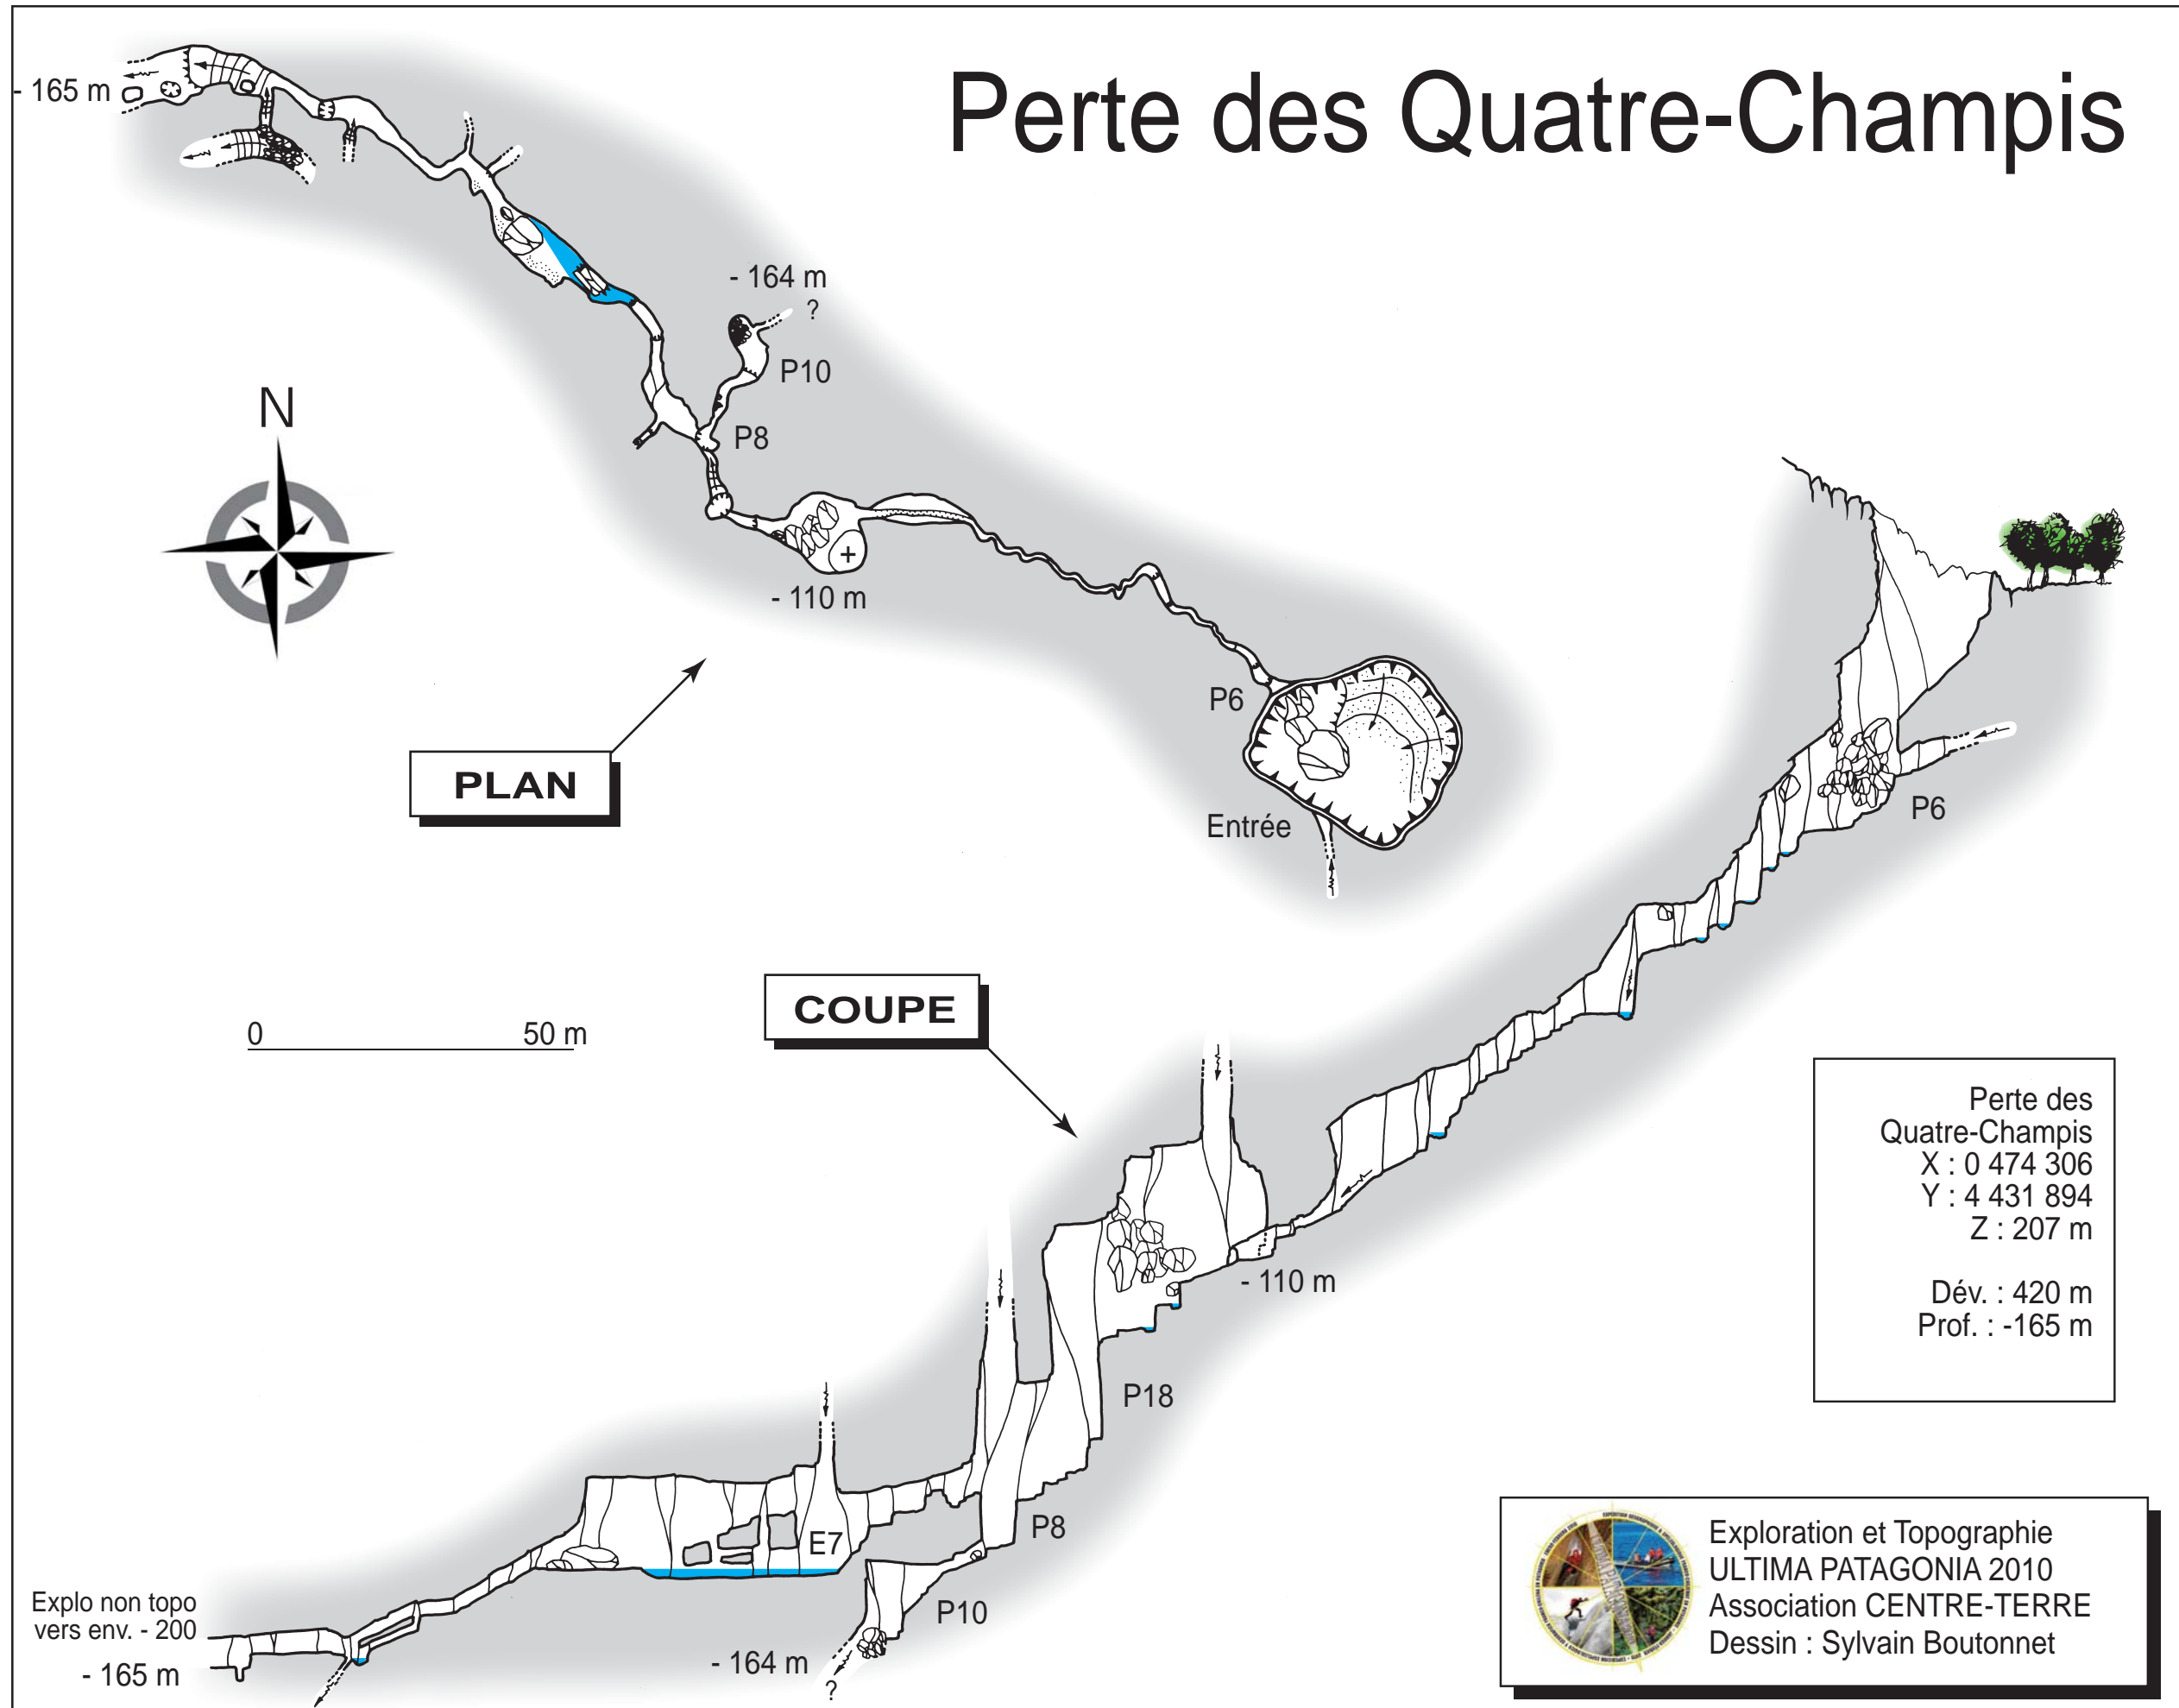 Perte des Quatre-Champis
- 165 m
- 164 m
?
P10
P8
N
- 110 m
P6
Entrée
PLAN
P6
COUPE
0 50 m
- 110 m
P18
P8
E7
P10
- 164 m
?
Explo non topo
vers env. - 200
- 165 m
Perte des
Quatre-Champis
X : 0 474 306
Y : 4 431 894
Z : 207 m
Dév. : 420 m
Prof. : -165 m
Exploration et Topographie
ULTIMA PATAGONIA 2010
Association CENTRE-TERRE
Dessin : Sylvain Boutonnet